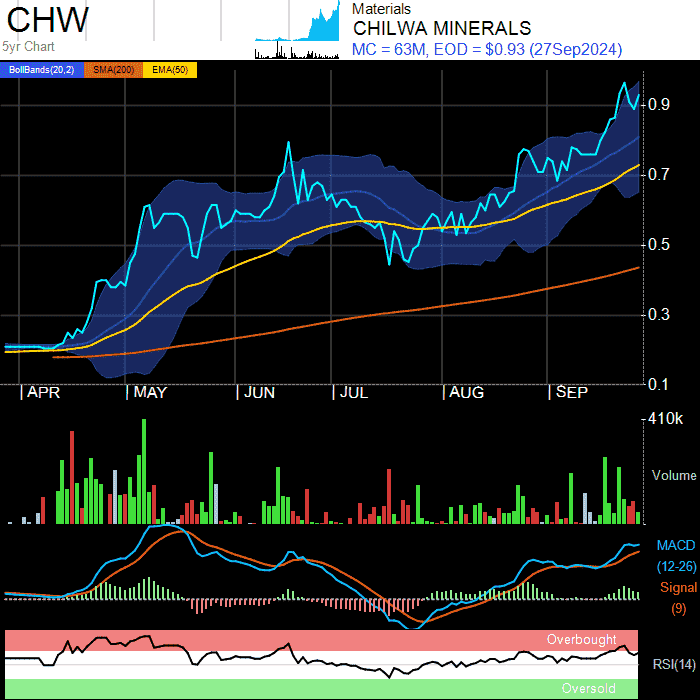 CHW
5yr Chart
Materials
CHILWA MINERALS
MC = 63M, EOD = $0.93 (27Sep2024)
BollBands(20,2) SMA(200) EMA(50)
0.9
0.7
0.5
0.3
0.1
| APR | MAY | JUN | JUL | AUG | SEP
410k
Volume
MACD
(12-26)
Signal
(9)
Overbought
RSI(14)
Oversold